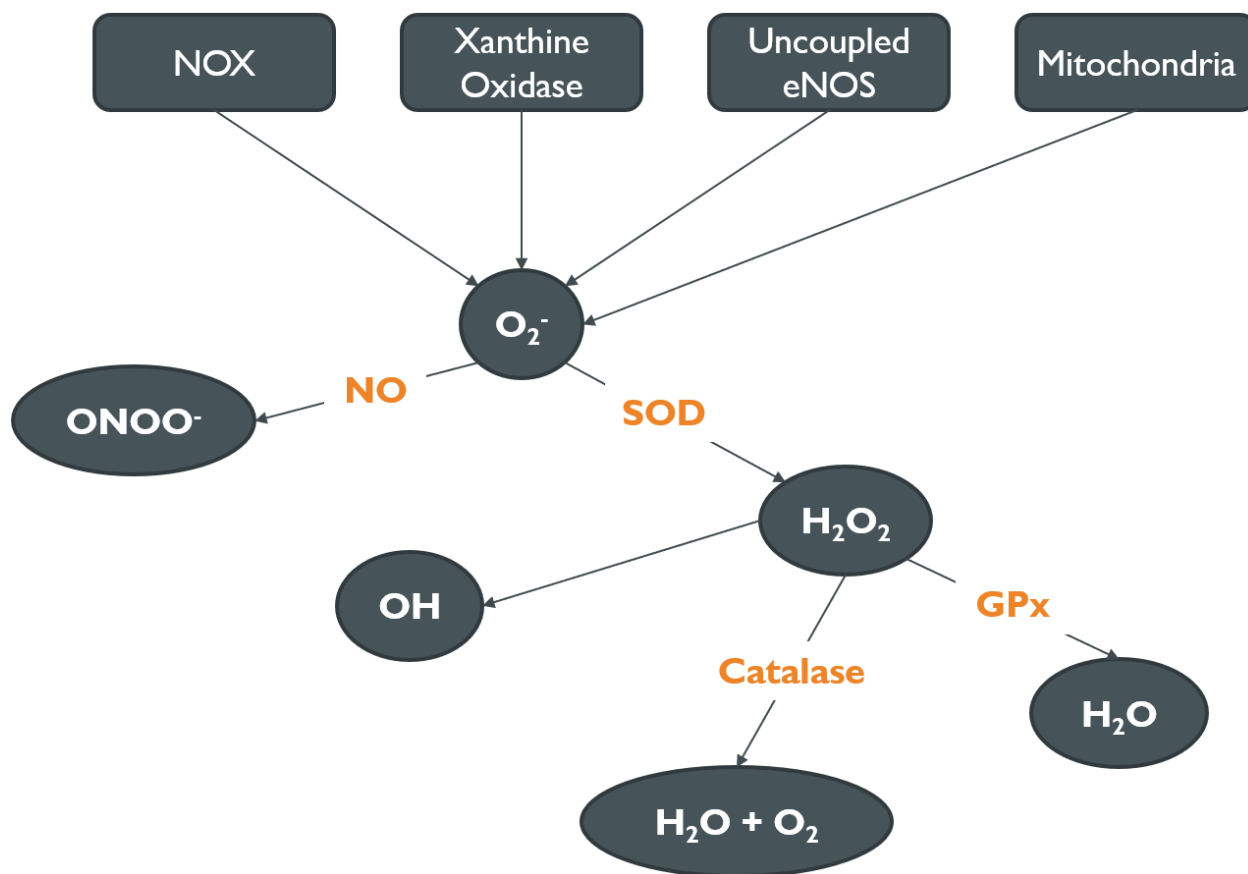 NOX
Xanthine
Oxidase
Uncoupled
eNOS
Mitochondria
O₂⁻
NO
ONOO⁻
SOD
H₂O₂
OH
GPx
Catalase
H₂O
H₂O + O₂